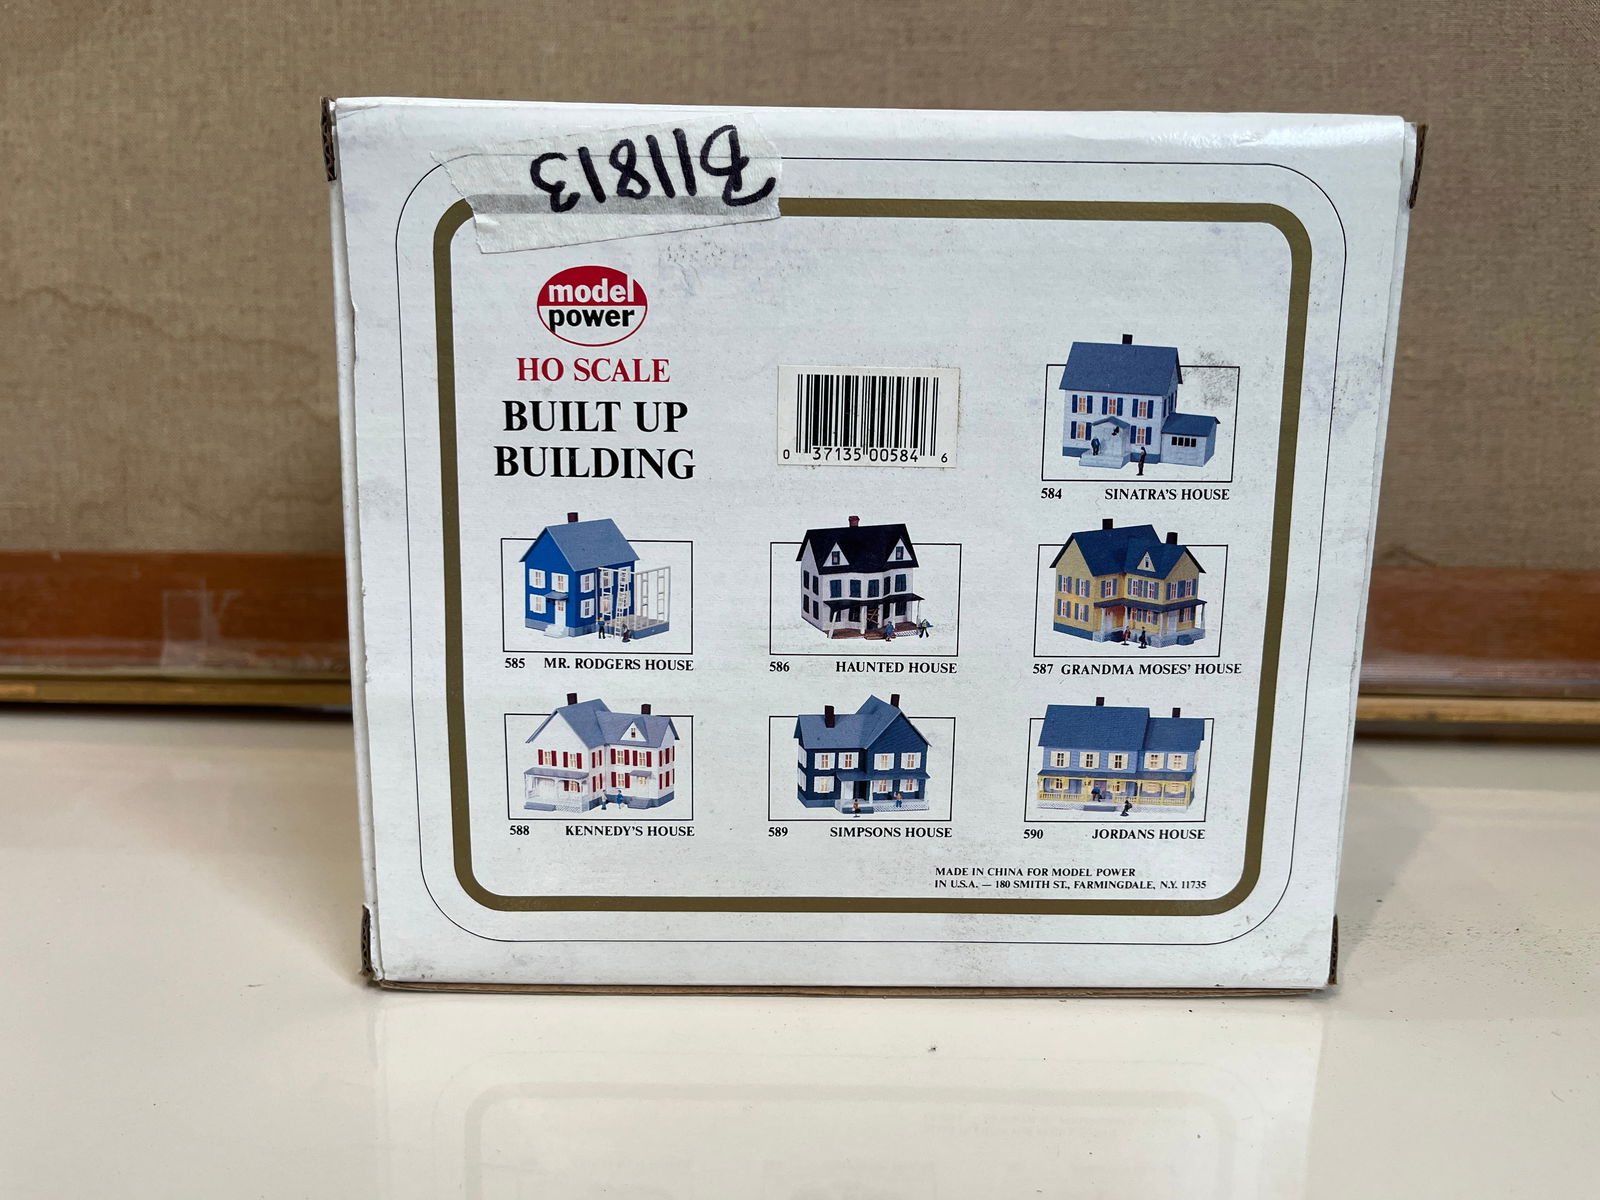 B11813
model
power
HO SCALE
BUILT UP
BUILDING
0 37135 00584 6
584 SINATRA'S HOUSE
585 MR. RODGERS HOUSE
586 HAUNTED HOUSE
587 GRANDMA MOSES' HOUSE
588 KENNEDY'S HOUSE
589 SIMPSONS HOUSE
590 JORDANS HOUSE
MADE IN CHINA FOR MODEL POWER
IN U.S.A. — 180 SMITH ST., FARMINGDALE, N.Y. 11735